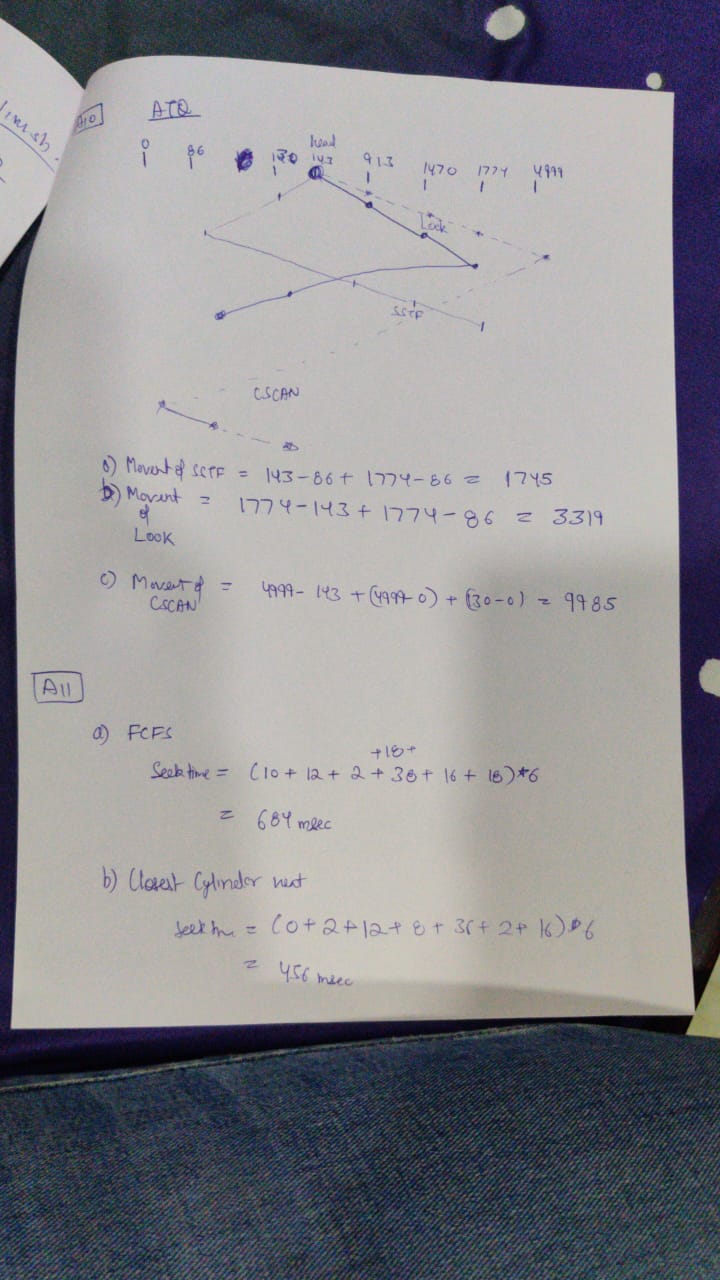 A10 ATQ
head
0 86 130 143 913 1470 1774 4999
Look
SSTF
CSCAN
a) Movent of SSTF = 143-86 + 1774-86 = 1745
b) Movent of Look = 1774-143 + 1774-86 = 3319
c) Movent of CSCAN = 4999-143 + (4999-0) + (130-0) = 9985
A11
a) FCFS
+18+
Seek time = (10 + 12 + 2 + 38 + 16 + 18)*6
= 684 msec
b) Closest Cylinder next
Seek time = (0 + 2 + 12 + 8 + 36 + 2 + 16)*6
= 456 msec